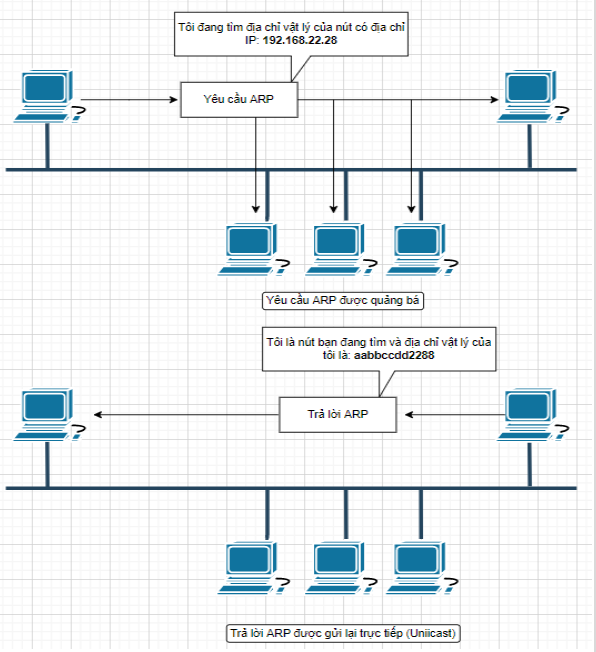 Tôi đang tìm địa chỉ vật lý của nút có địa chỉ
IP: 192.168.22.28
Yêu cầu ARP
Yêu cầu ARP được quảng bá
Tôi là nút bạn đang tìm và địa chỉ vật lý của
tôi là: aabbccdd2288
Trả lời ARP
Trả lời ARP được gửi lại trực tiếp (Uniicast)